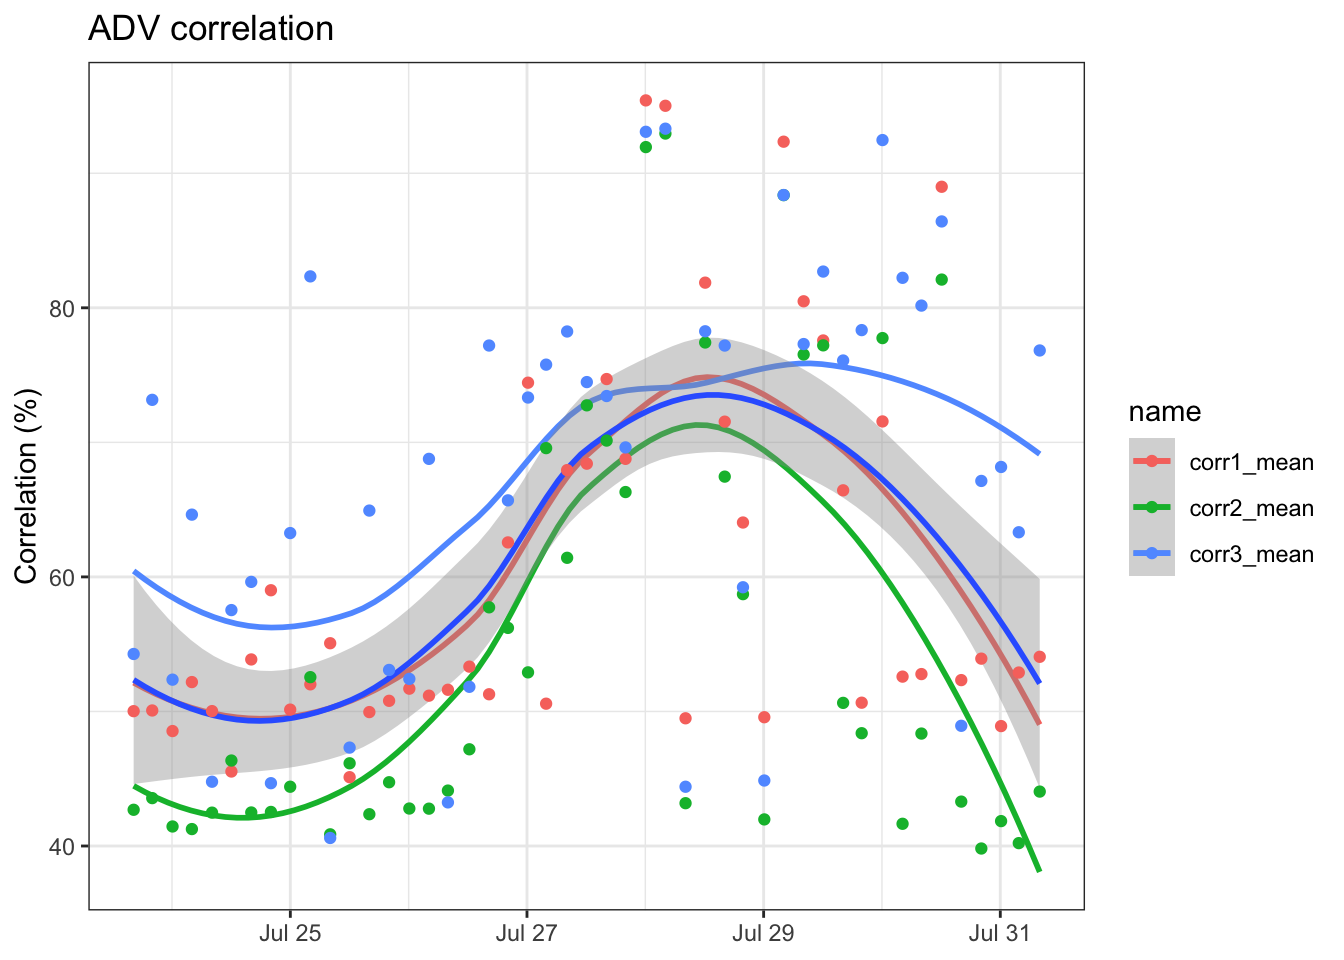 ADV correlation
Correlation (%)
80
60
40
Jul 25
Jul 27
Jul 29
Jul 31
name
corr1_mean
corr2_mean
corr3_mean